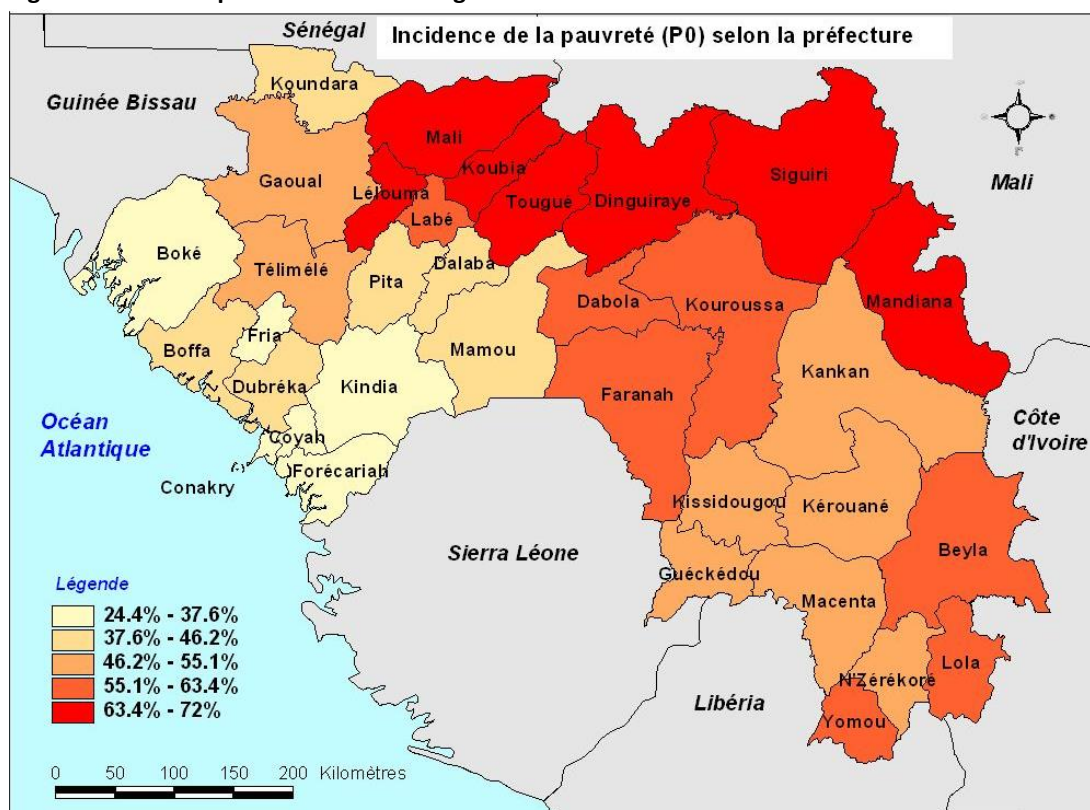 Sénégal
Incidence de la pauvreté (P0) selon la préfecture
Koundara
Guinée Bissau
Mali
Koubia
Siguiri
Mali
Gaoual
Lélouma
Tougué
Dinguiraye
Labé
Boké
Télimélé
Pita
Dalaba
Dabola
Kouroussa
Mandiana
Fria
Boffa
Mamou
Kankan
Dubréka
Kindia
Faranah
Océan
Atlantique
Côte
d'Ivoire
Coyah
Forécariah
Conakry
Kissidougou
Kérouané
Sierra Léone
Beyla
Guéckédou
Macenta
Légende
24.4% - 37.6%
37.6% - 46.2%
46.2% - 55.1%
55.1% - 63.4%
63.4% - 72%
N'Zérékoré
Lola
Libéria
Yomou
0 50 100 150 200 Kilomètres